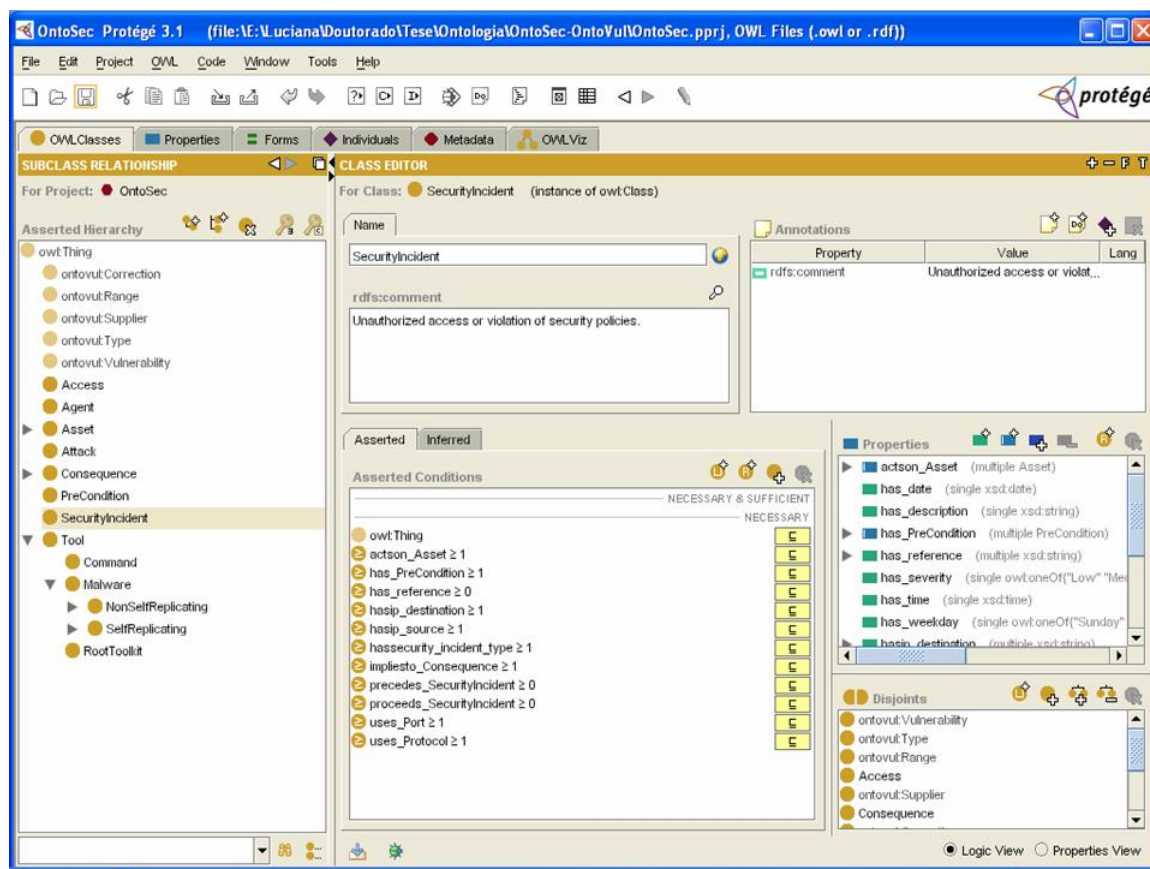 OntoSec Protégé 3.1 (file:\E:\Luciana\Doutorado\Tese\Ontologia\OntoSec-OntoVul\OntoSec.pprj, OWL Files (.owl or .rdf))
File Edit Project OWL Code Window Tools Help
protégé
OWLClasses Properties Forms Individuals Metadata OWLViz
SUBCLASS RELATIONSHIP
For Project: OntoSec
Asserted Hierarchy
owl:Thing
ontovul:Correction
ontovul:Range
ontovul:Supplier
ontovul:Type
ontovul:Vulnerability
Access
Agent
Asset
Attack
Consequence
PreCondition
SecurityIncident
Tool
Command
Malware
NonSelfReplicating
SelfReplicating
RootToolkit
CLASS EDITOR
For Class: SecurityIncident (instance of owl:Class)
Name
SecurityIncident
rdfs:comment
Unauthorized access or violation of security policies.
Annotations
Property Value Lang
rdfs:comment Unauthorized access or violat...
Asserted Inferred
Asserted Conditions
NECESSARY & SUFFICIENT
NECESSARY
owl:Thing ⊑
actson_Asset ≥ 1 ⊑
has_PreCondition ≥ 1 ⊑
has_reference ≥ 0 ⊑
hasip_destination ≥ 1 ⊑
hasip_source ≥ 1 ⊑
hassecurity_incident_type ≥ 1 ⊑
impliesto_Consequence ≥ 1 ⊑
precedes_SecurityIncident ≥ 0 ⊑
proceeds_SecurityIncident ≥ 0 ⊑
uses_Port ≥ 1 ⊑
uses_Protocol ≥ 1 ⊑
Properties
actson_Asset (multiple Asset)
has_date (single xsd:date)
has_description (single xsd:string)
has_PreCondition (multiple PreCondition)
has_reference (multiple xsd:string)
has_severity (single owl:oneOf{"Low" "Med
has_time (single xsd:time)
has_weekday (single owl:oneOf{"Sunday"
hasip_destination (multiple xsd:string)
Disjoints
ontovul:Vulnerability
ontovul:Type
ontovul:Range
Access
ontovul:Supplier
Consequence
Logic View Properties View